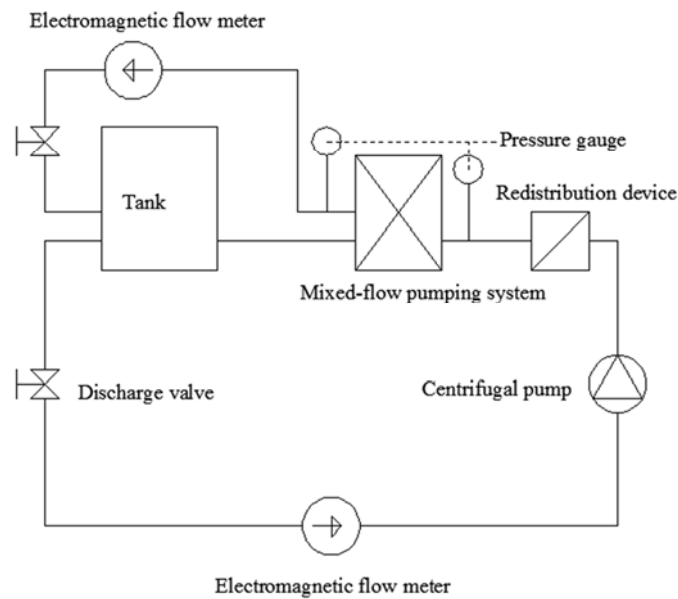 Electromagnetic flow meter
Pressure gauge
Tank
Redistribution device
Mixed-flow pumping system
Discharge valve
Centrifugal pump
Electromagnetic flow meter